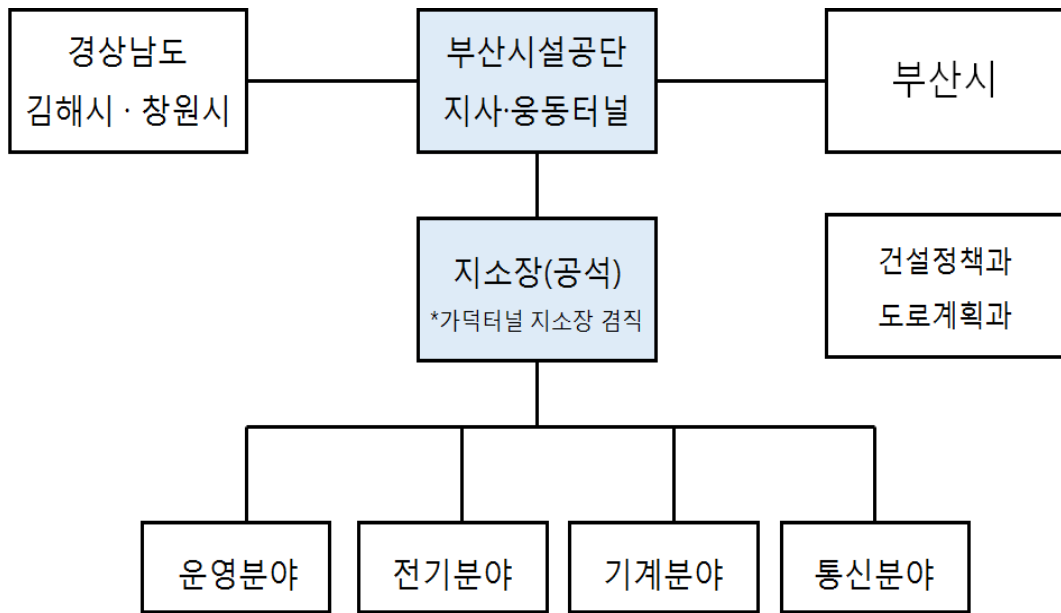 경상남도
김해시 · 창원시
부산시설공단
지사·웅동터널
부산시
지소장(공석)
*가덕터널 지소장 겸직
건설정책과
도로계획과
운영분야
전기분야
기계분야
통신분야